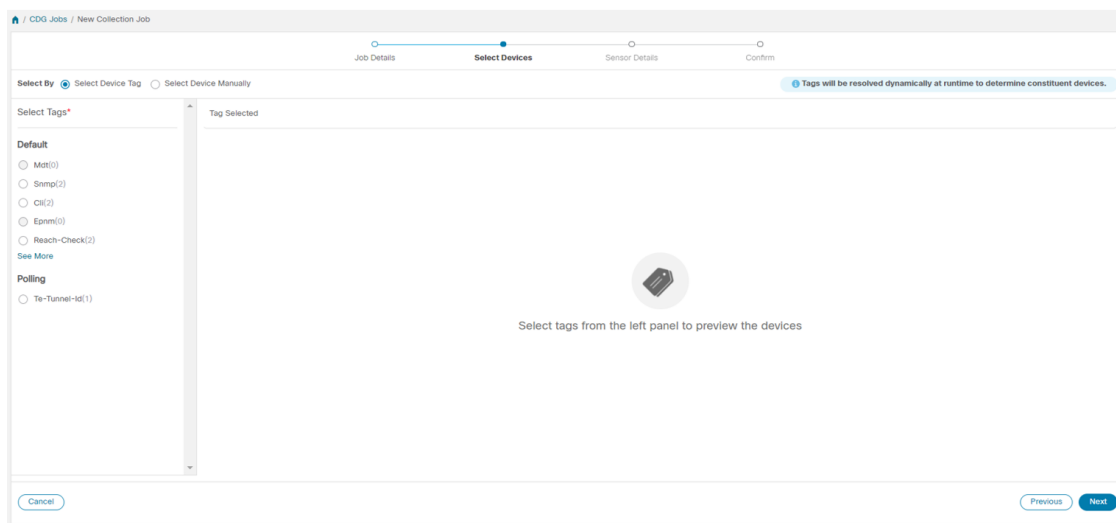 / CDG Jobs / New Collection Job
Job Details Select Devices Sensor Details Confirm
Select By Select Device Tag Select Device Manually Tags will be resolved dynamically at runtime to determine constituent devices.
Select Tags* Tag Selected
Default
Mdt(0)
Snmp(2)
Cli(2)
Epnm(0)
Reach-Check(2)
See More
Polling
Te-Tunnel-Id(1)
Select tags from the left panel to preview the devices
Cancel Previous Next